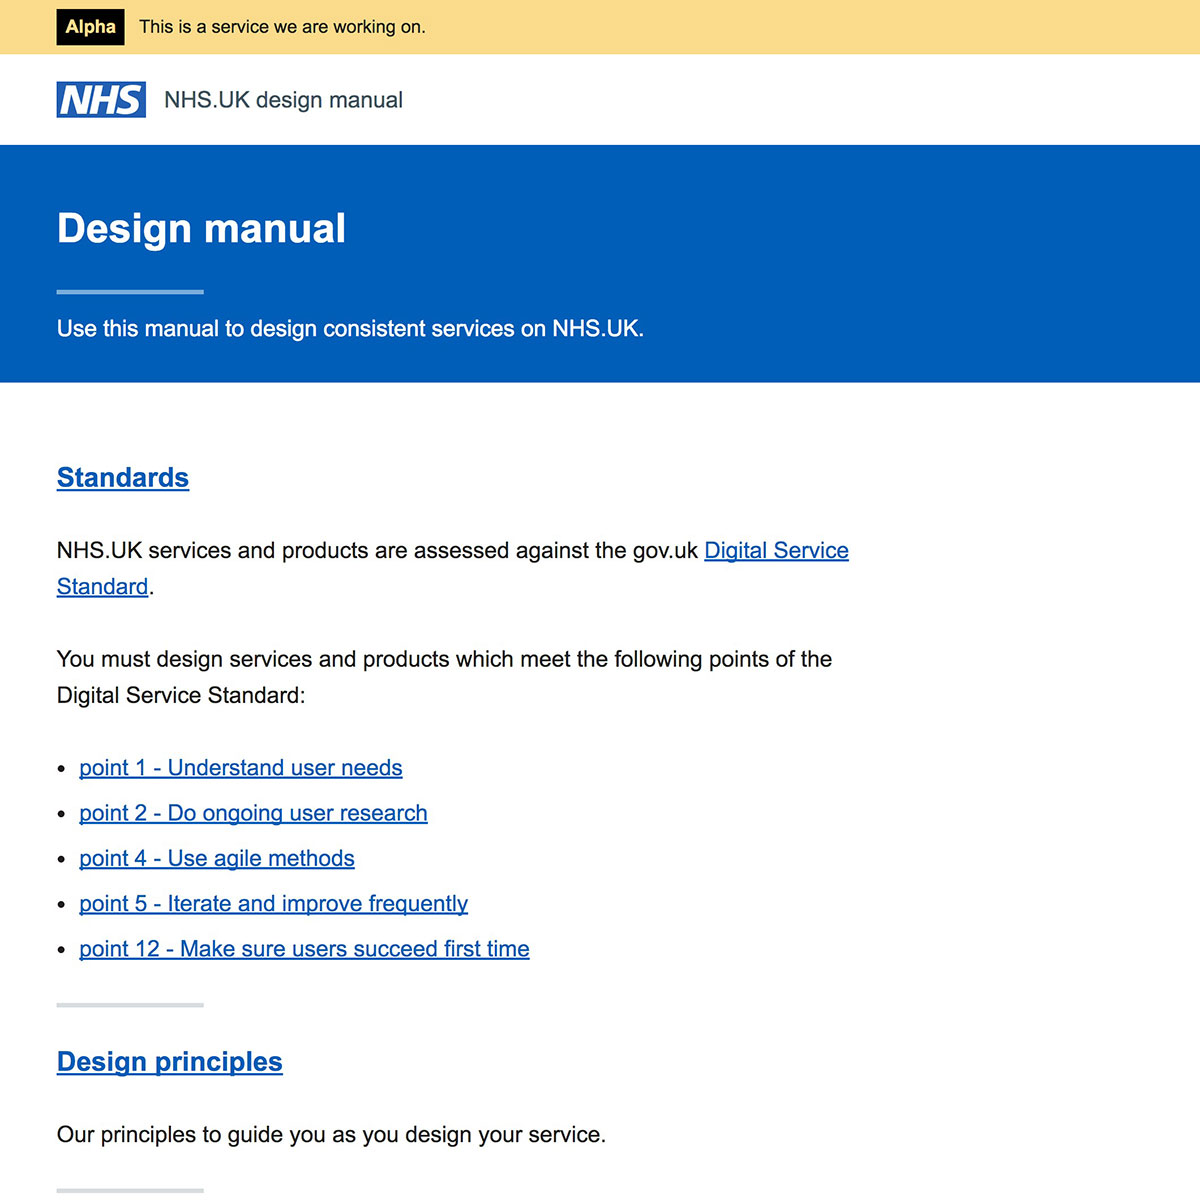 Alpha This is a service we are working on.
NHS NHS.UK design manual
Design manual
Use this manual to design consistent services on NHS.UK.
Standards
NHS.UK services and products are assessed against the gov.uk Digital Service
Standard.
You must design services and products which meet the following points of the
Digital Service Standard:
• point 1 - Understand user needs
• point 2 - Do ongoing user research
• point 4 - Use agile methods
• point 5 - Iterate and improve frequently
• point 12 - Make sure users succeed first time
Design principles
Our principles to guide you as you design your service.